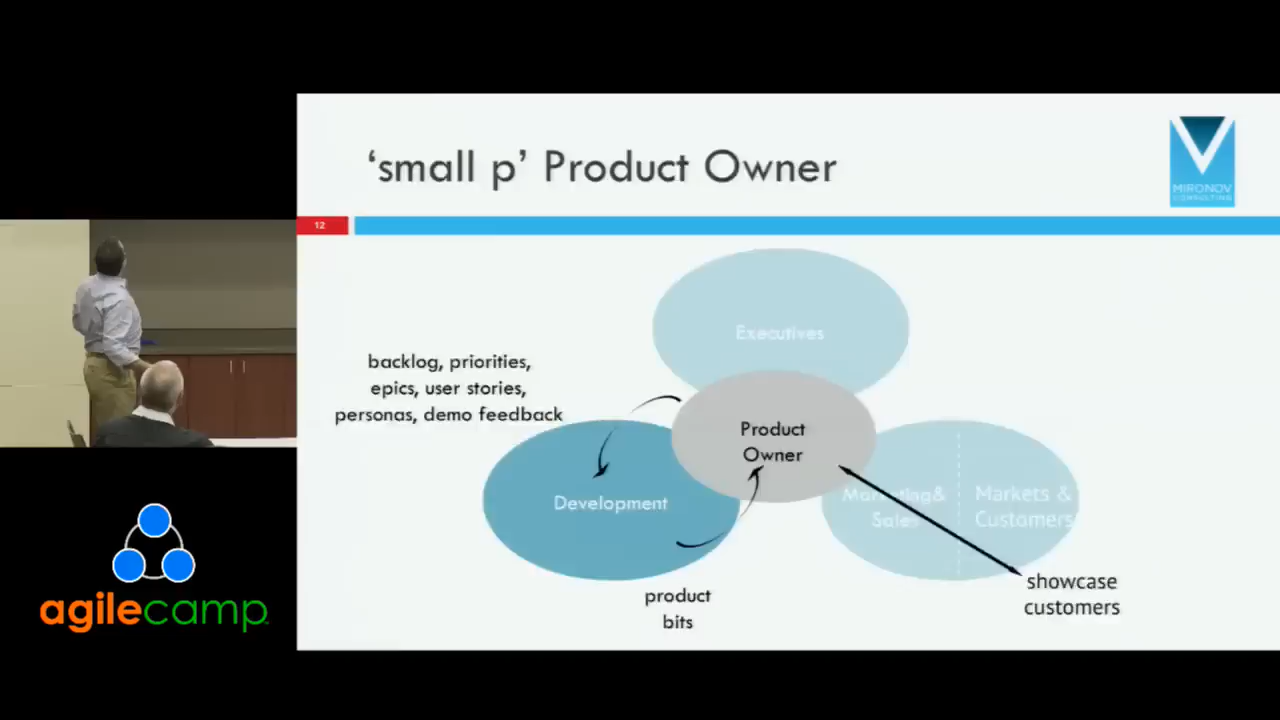 ‘small p’ Product Owner
MIRONOV
CONSULTING
12
Executives
backlog, priorities,
epics, user stories,
personas, demo feedback
Product
Owner
Development
Marketing&
Sales
Markets &
Customers
showcase
customers
product
bits
agilecamp